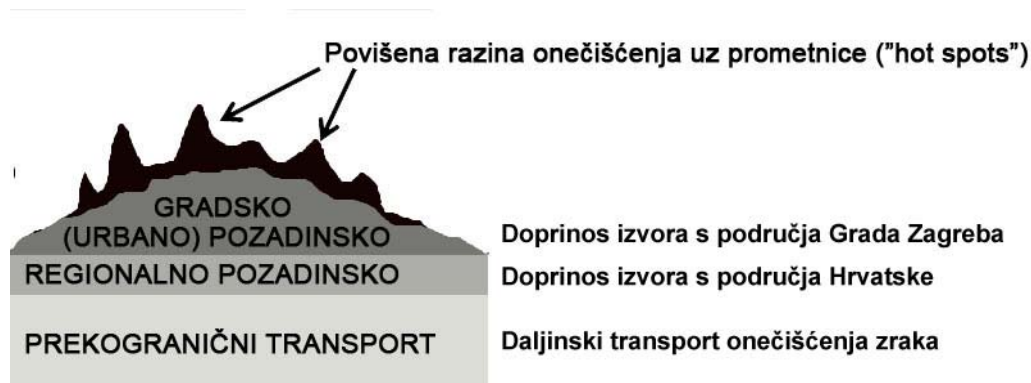 Povišena razina onečišćenja uz prometnice ("hot spots")
GRADSKO
(URBANO) POZADINSKO
Doprinos izvora s područja Grada Zagreba
REGIONALNO POZADINSKO
Doprinos izvora s područja Hrvatske
PREKOGRANIČNI TRANSPORT
Daljinski transport onečišćenja zraka